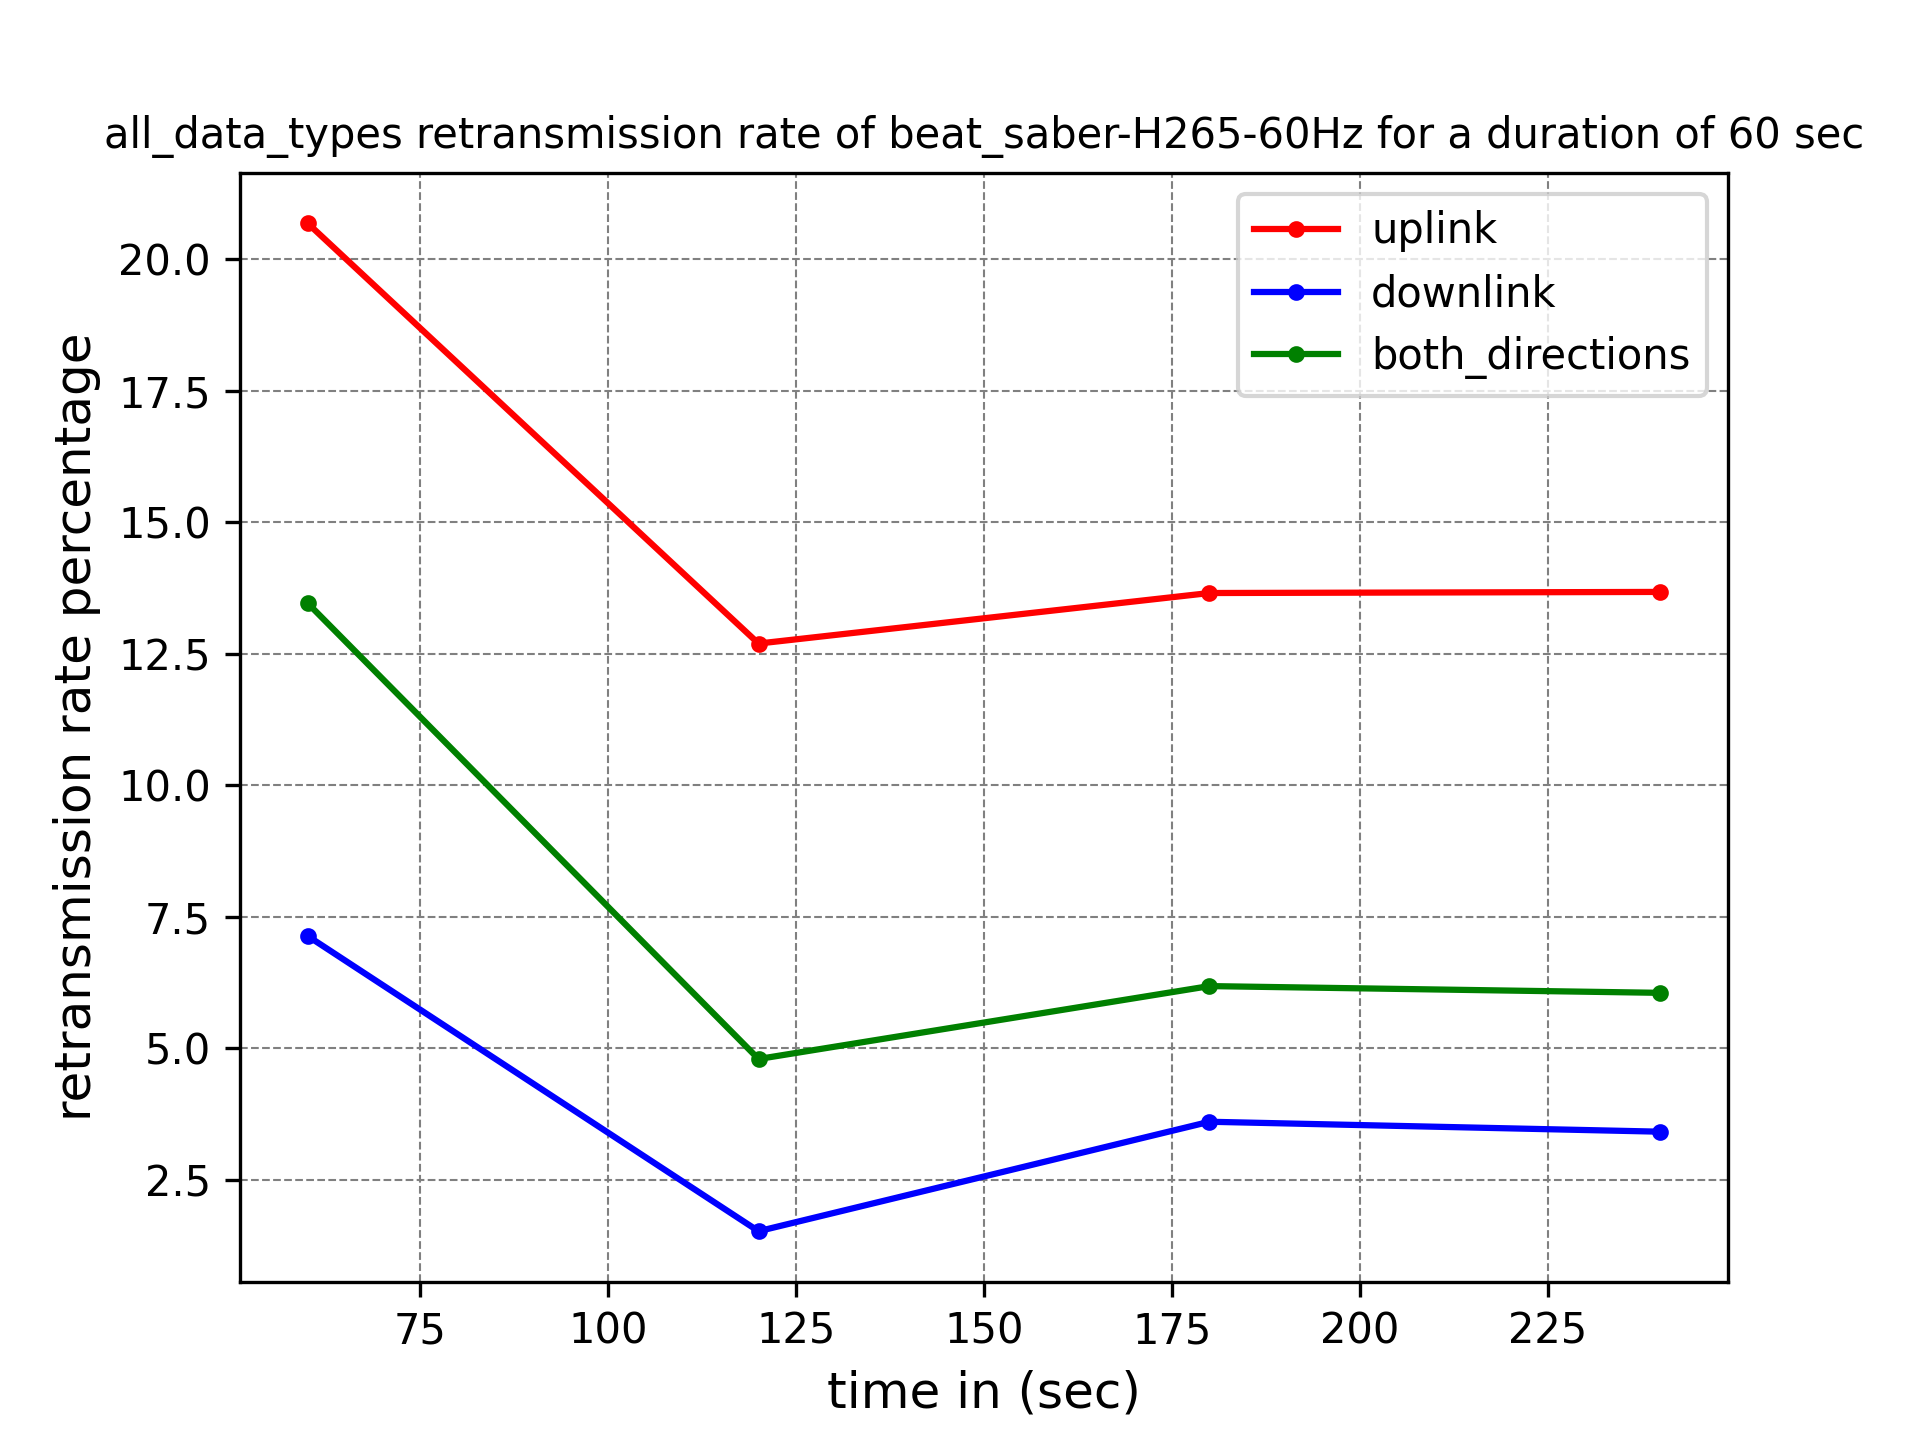 all_data_types retransmission rate of beat_saber-H265-60Hz for a duration of 60 sec
uplink
downlink
both_directions
retransmission rate percentage
20.0
17.5
15.0
12.5
10.0
7.5
5.0
2.5
75 100 125 150 175 200 225
time in (sec)